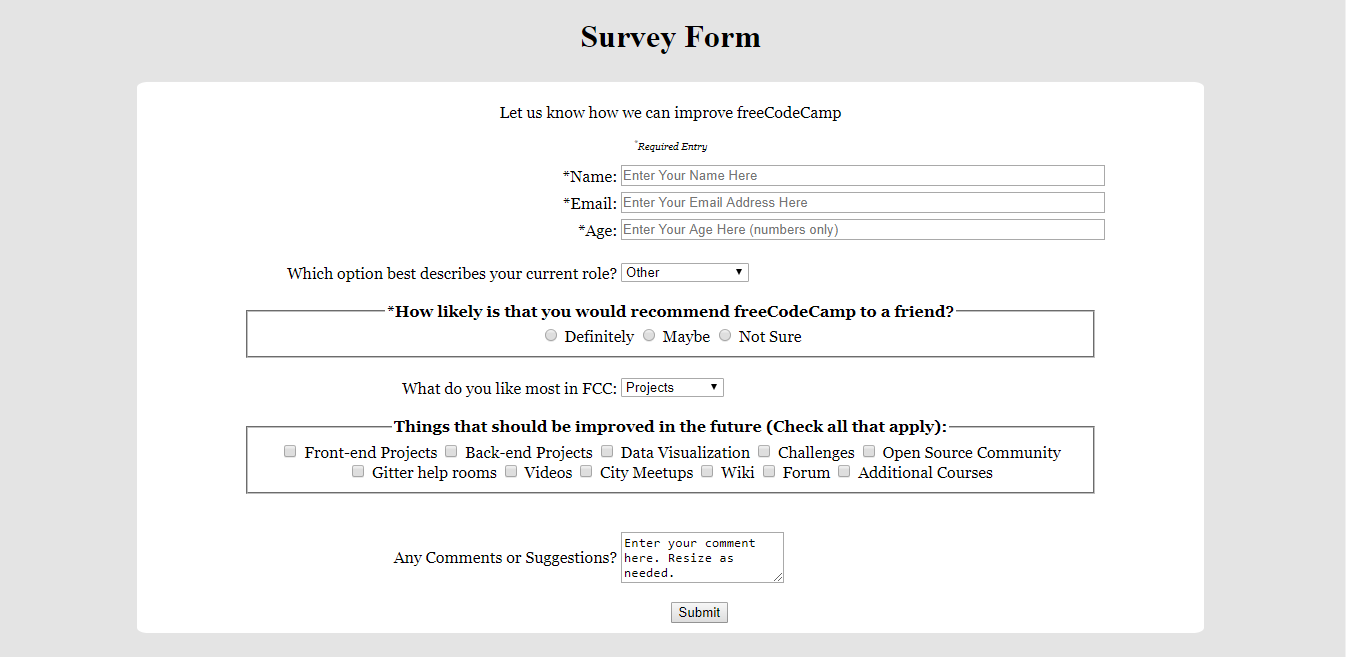 Survey Form
Let us know how we can improve freeCodeCamp
*Required Entry
*Name: Enter Your Name Here
*Email: Enter Your Email Address Here
*Age: Enter Your Age Here (numbers only)
Which option best describes your current role? Other
*How likely is that you would recommend freeCodeCamp to a friend?
Definitely Maybe Not Sure
What do you like most in FCC: Projects
Things that should be improved in the future (Check all that apply):
Front-end Projects Back-end Projects Data Visualization Challenges Open Source Community
Gitter help rooms Videos City Meetups Wiki Forum Additional Courses
Any Comments or Suggestions?
Enter your comment
here. Resize as
needed.
Submit